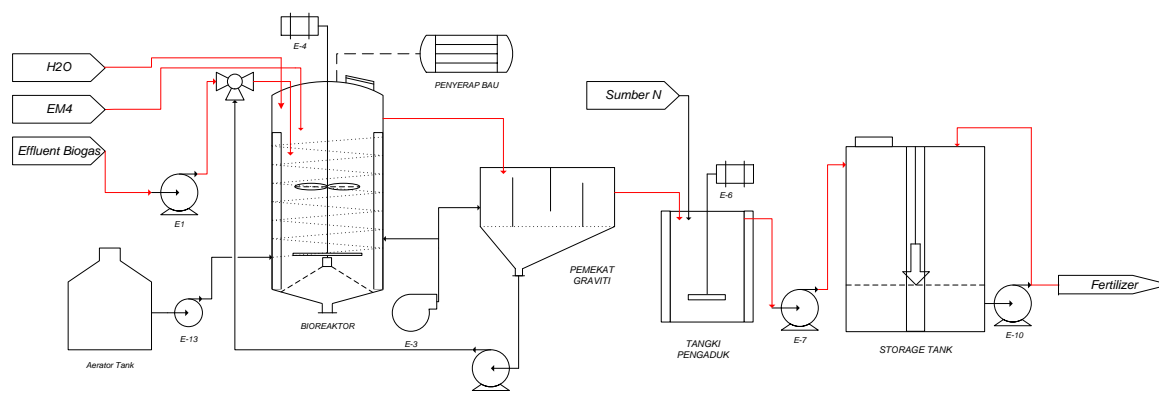 E-4
H2O
PENYERAP BAU
Sumber N
EM4
Effluent Biogas
E-6
E1
PEMEKAT
GRAVITI
Fertilizer
BIOREAKTOR
E-13
E-3
E-7
E-10
TANGKI
PENGADUK
STORAGE TANK
Aerator Tank